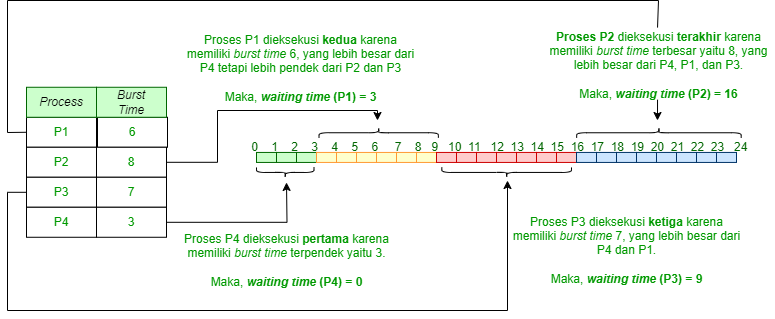 Proses P1 dieksekusi kedua karena
memiliki burst time 6, yang lebih besar dari
P4 tetapi lebih pendek dari P2 dan P3
Maka, waiting time (P1) = 3
Proses P2 dieksekusi terakhir karena
memiliki burst time terbesar yaitu 8, yang
lebih besar dari P4, P1, dan P3.
Maka, waiting time (P2) = 16
Process Burst Time
P1 6
P2 8
P3 7
P4 3
0 1 2 3 4 5 6 7 8 9 10 11 12 13 14 15 16 17 18 19 20 21 22 23 24
Proses P4 dieksekusi pertama karena
memiliki burst time terpendek yaitu 3.
Maka, waiting time (P4) = 0
Proses P3 dieksekusi ketiga karena
memiliki burst time 7, yang lebih besar dari
P4 dan P1.
Maka, waiting time (P3) = 9